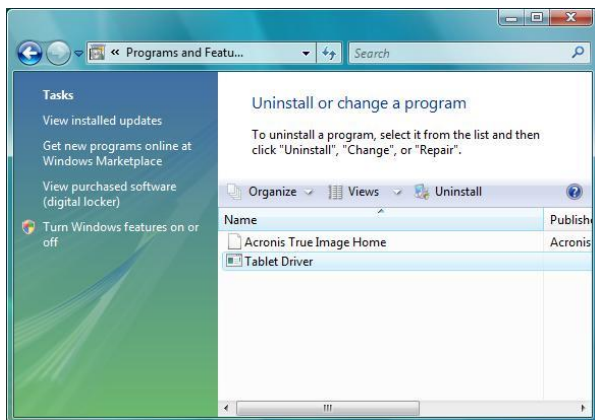 « Programs and Featu...
Search
Tasks
View installed updates
Get new programs online at
Windows Marketplace
View purchased software
(digital locker)
Turn Windows features on or
off
Uninstall or change a program
To uninstall a program, select it from the list and then
click "Uninstall", "Change", or "Repair".
Organize Views Uninstall
Name Publishe
Acronis True Image Home Acronis
Tablet Driver